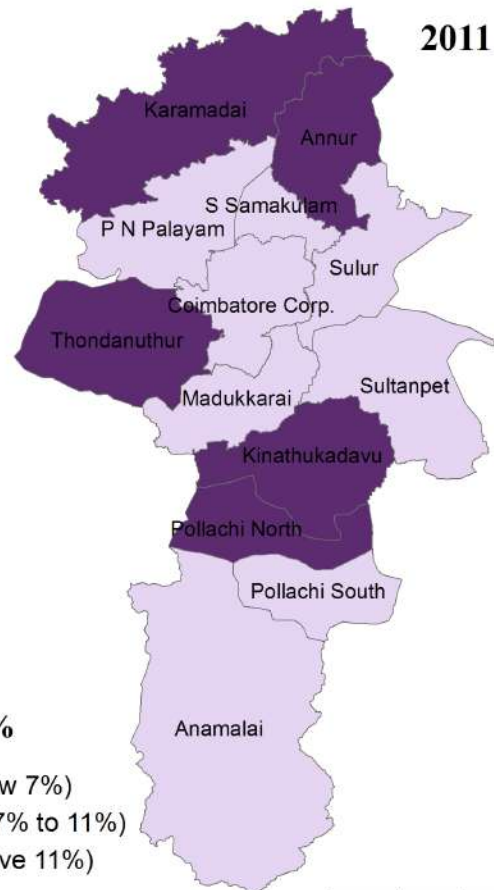 2011
Karamadai
Annur
S Samakulam
P N Palayam
Sulur
Coimbatore Corp.
Thondanuthur
Sultanpet
Madukkarai
Kinathukadavu
Pollachi North
Pollachi South
Anamalai
%
w 7%)
7% to 11%)
ve 11%)